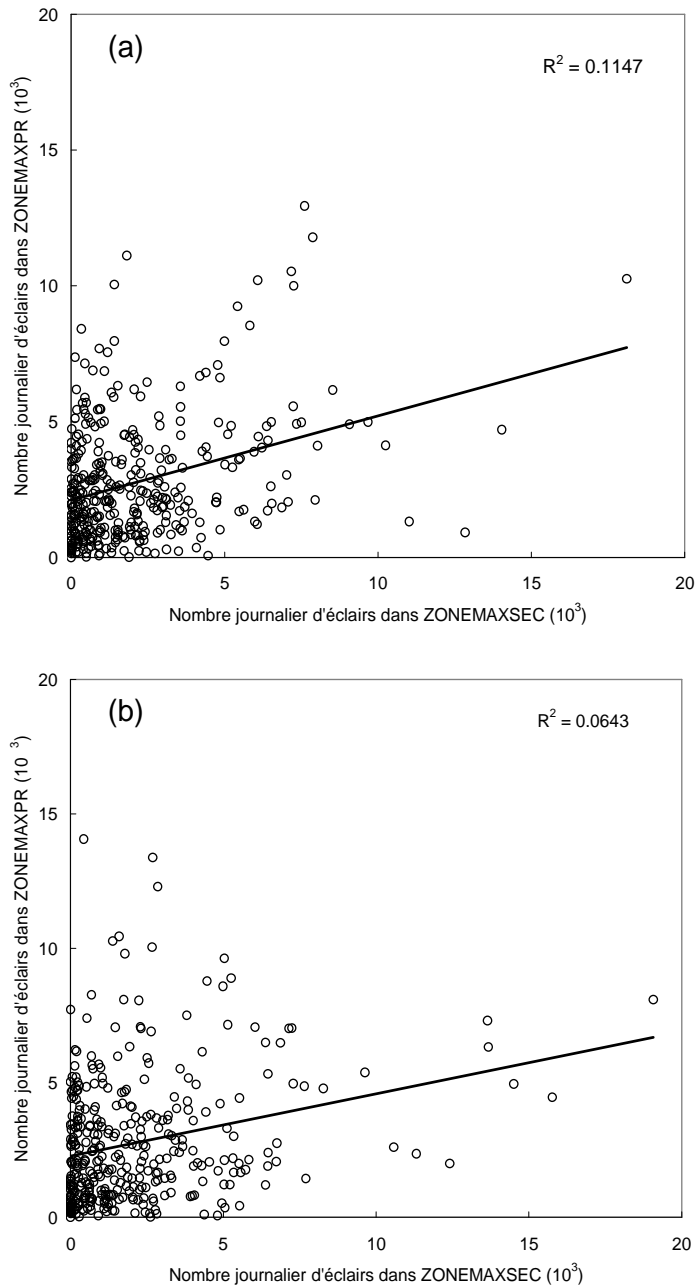 (a)
R² = 0.1147
Nombre journalier d'éclairs dans ZONEMAXPR (10³)
20
15
10
5
0
0 5 10 15 20
Nombre journalier d'éclairs dans ZONEMAXSEC (10³)
(b)
R² = 0.0643
Nombre journalier d'éclairs dans ZONEMAXPR (10 ³)
20
15
10
5
0
0 5 10 15 20
Nombre journalier d'éclairs dans ZONEMAXSEC (10³)